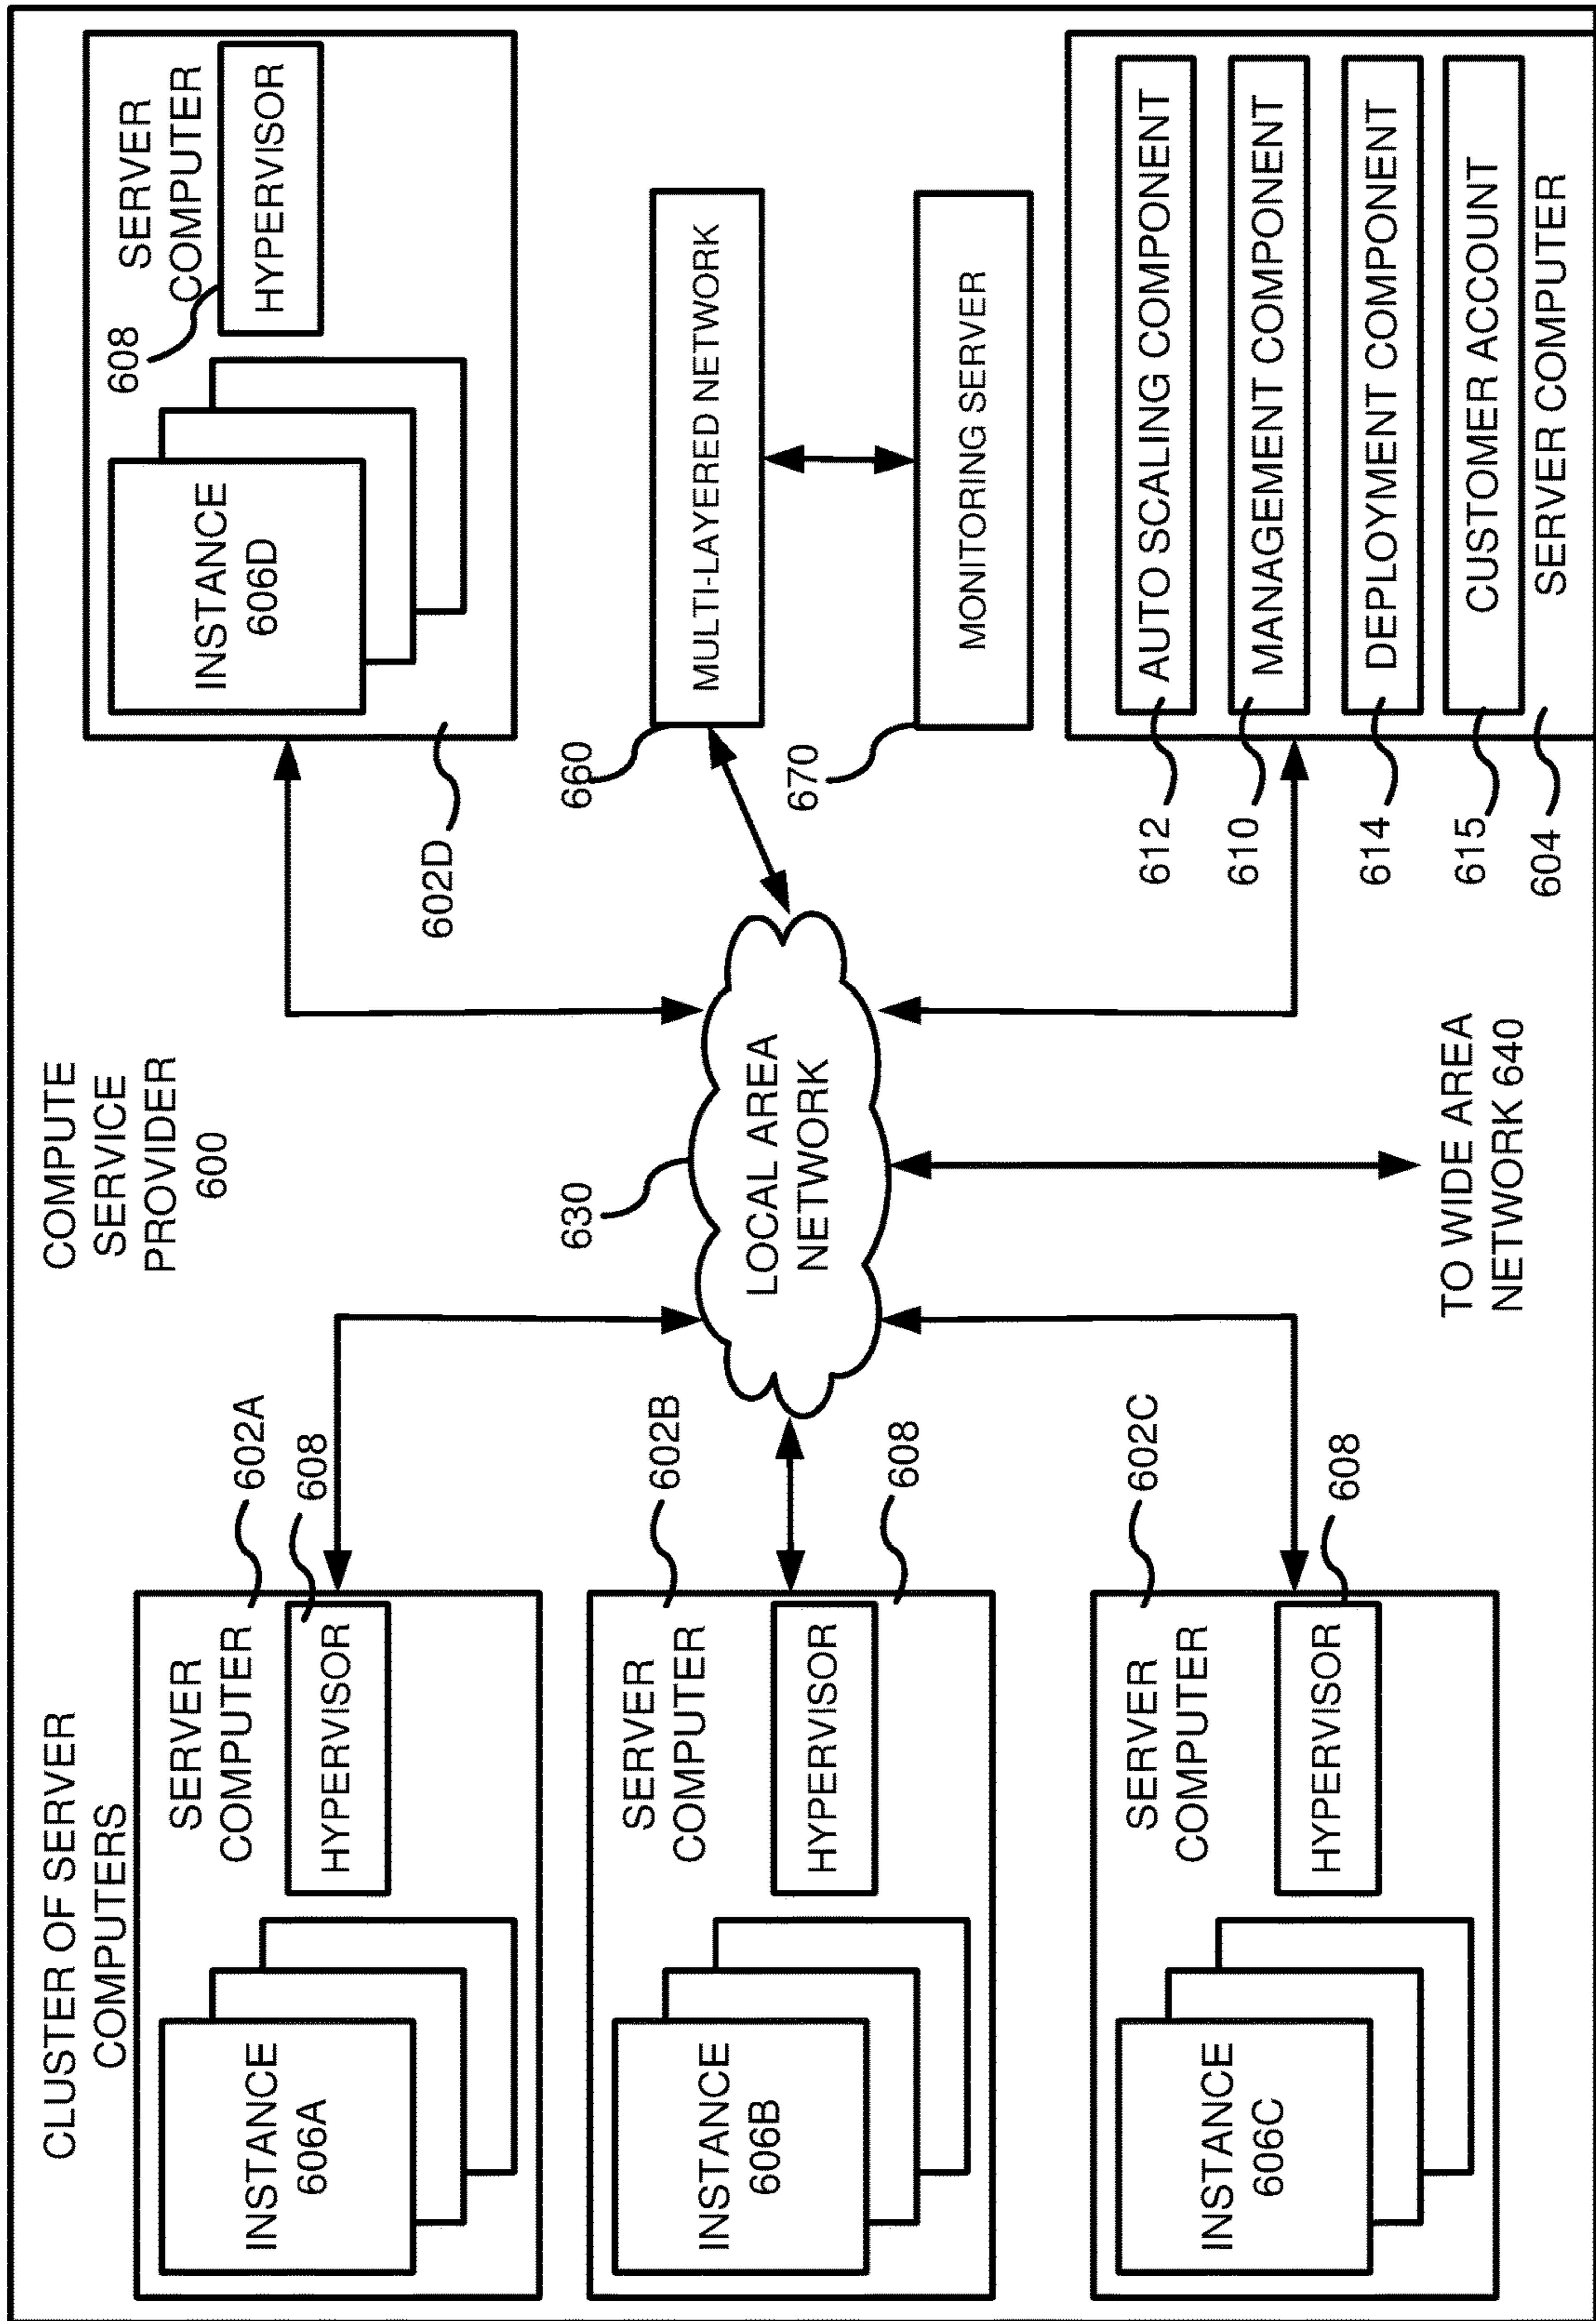 CLUSTER OF SERVER
COMPUTERS
SERVER
COMPUTER
602A
HYPERVISOR
608
INSTANCE
606A
SERVER
COMPUTER
602B
HYPERVISOR
608
INSTANCE
606B
SERVER
COMPUTER
602C
HYPERVISOR
608
INSTANCE
606C
COMPUTE
SERVICE
PROVIDER
600
630
LOCAL AREA
NETWORK
TO WIDE AREA
NETWORK 640
SERVER
COMPUTER
608
HYPERVISOR
INSTANCE
606D
602D
660
MULTI-LAYERED NETWORK
670
MONITORING SERVER
612
AUTO SCALING COMPONENT
610
MANAGEMENT COMPONENT
614
DEPLOYMENT COMPONENT
615
CUSTOMER ACCOUNT
604
SERVER COMPUTER